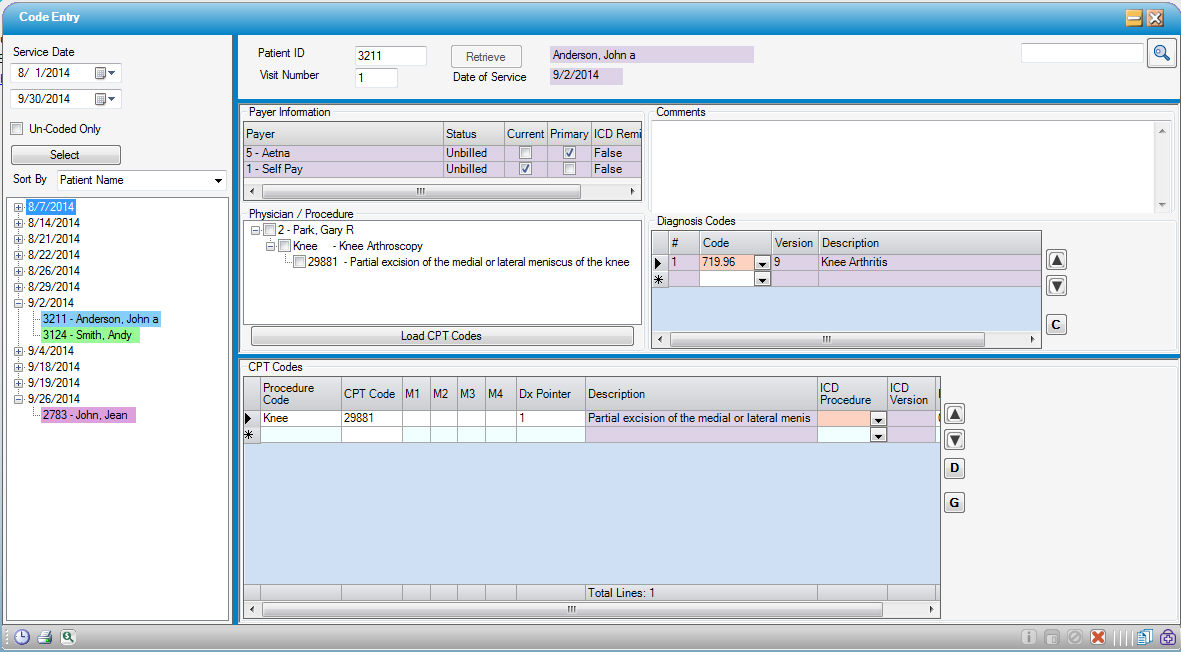 Code Entry
Service Date
8/ 1/2014
9/30/2014
Un-Coded Only
Select
Sort By Patient Name
8/7/2014
8/14/2014
8/21/2014
8/22/2014
8/26/2014
8/29/2014
9/2/2014
3211 - Anderson, John a
3124 - Smith, Andy
9/4/2014
9/18/2014
9/19/2014
9/26/2014
2783 - John, Jean
Patient ID 3211 Retrieve Anderson, John a
Visit Number 1 Date of Service 9/2/2014
Payer Information
Payer Status Current Primary ICD Remi
5 - Aetna Unbilled False
1 - Self Pay Unbilled False
Comments
Physician / Procedure
2 - Park, Gary R
Knee - Knee Arthroscopy
29881 - Partial excision of the medial or lateral meniscus of the knee
Load CPT Codes
Diagnosis Codes
# Code Version Description
1 719.96 9 Knee Arthritis
C
CPT Codes
Procedure Code CPT Code M1 M2 M3 M4 Dx Pointer Description ICD Procedure ICD Version
Knee 29881 1 Partial excision of the medial or lateral menis
D
G
Total Lines: 1